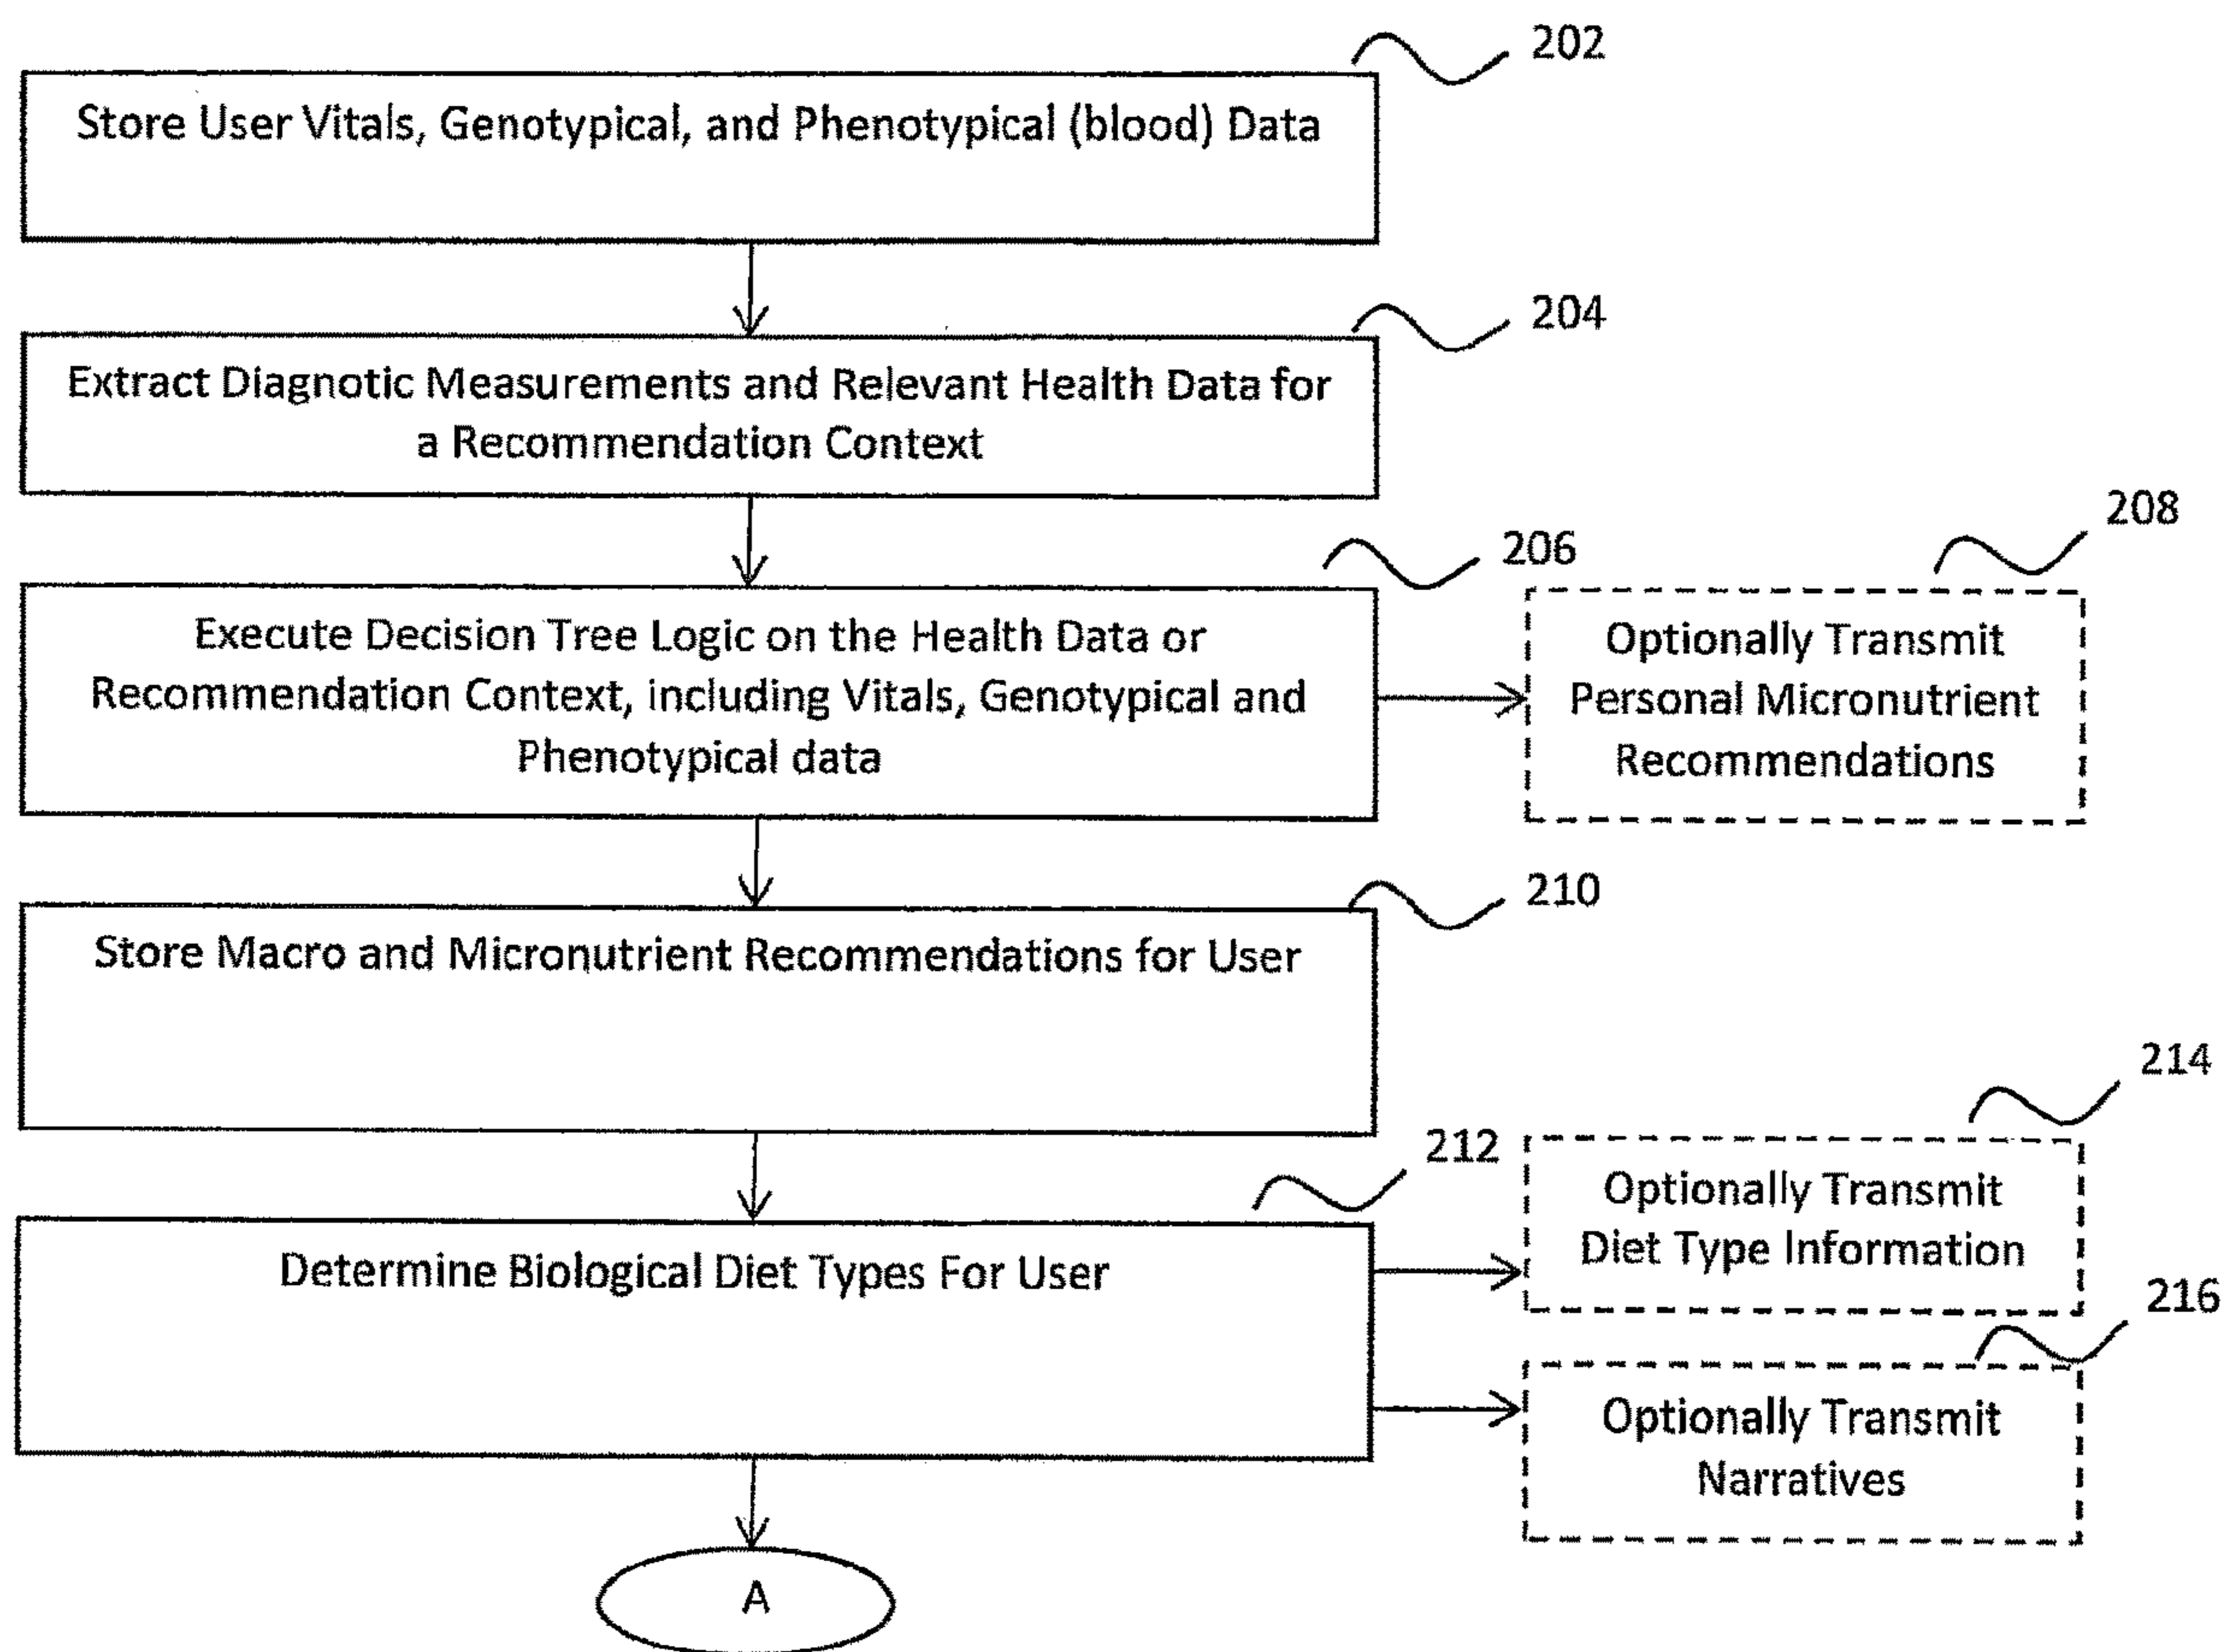 202
Store User Vitals, Genotypical, and Phenotypical (blood) Data
204
Extract Diagnotic Measurements and Relevant Health Data for
a Recommendation Context
206
Execute Decision Tree Logic on the Health Data or
Recommendation Context, including Vitals, Genotypical and
Phenotypical data
208
Optionally Transmit
Personal Micronutrient
Recommendations
210
Store Macro and Micronutrient Recommendations for User
212
Determine Biological Diet Types For User
214
Optionally Transmit
Diet Type Information
216
Optionally Transmit
Narratives
A